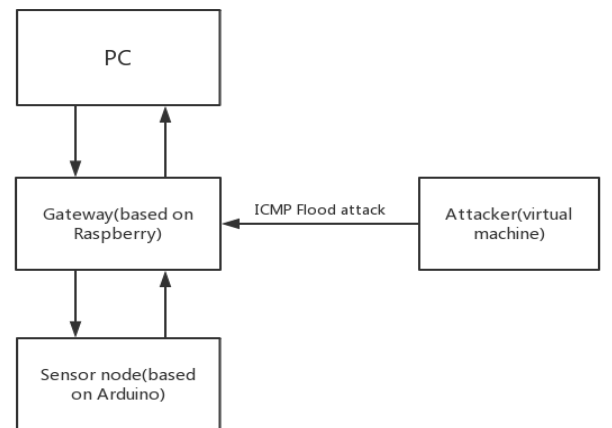 PC
Gateway(based on
Raspberry)
ICMP Flood attack
Attacker(virtual
machine)
Sensor node(based
on Arduino)